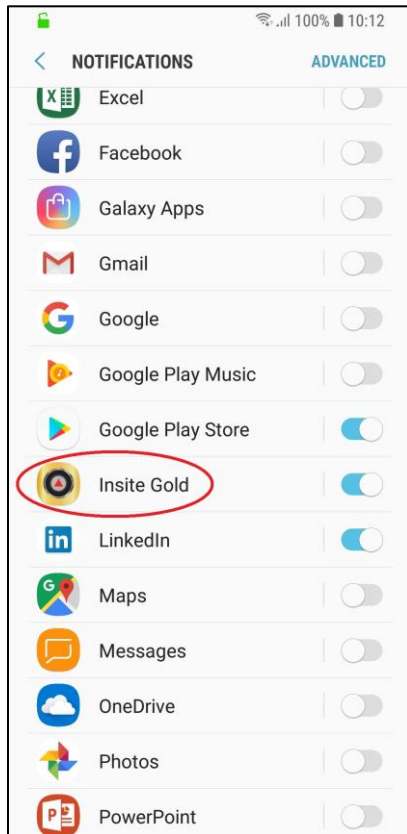 100% 10:12
NOTIFICATIONS ADVANCED
Excel
Facebook
Galaxy Apps
Gmail
Google
Google Play Music
Google Play Store
Insite Gold
in LinkedIn
G Maps
Messages
OneDrive
Photos
P PowerPoint